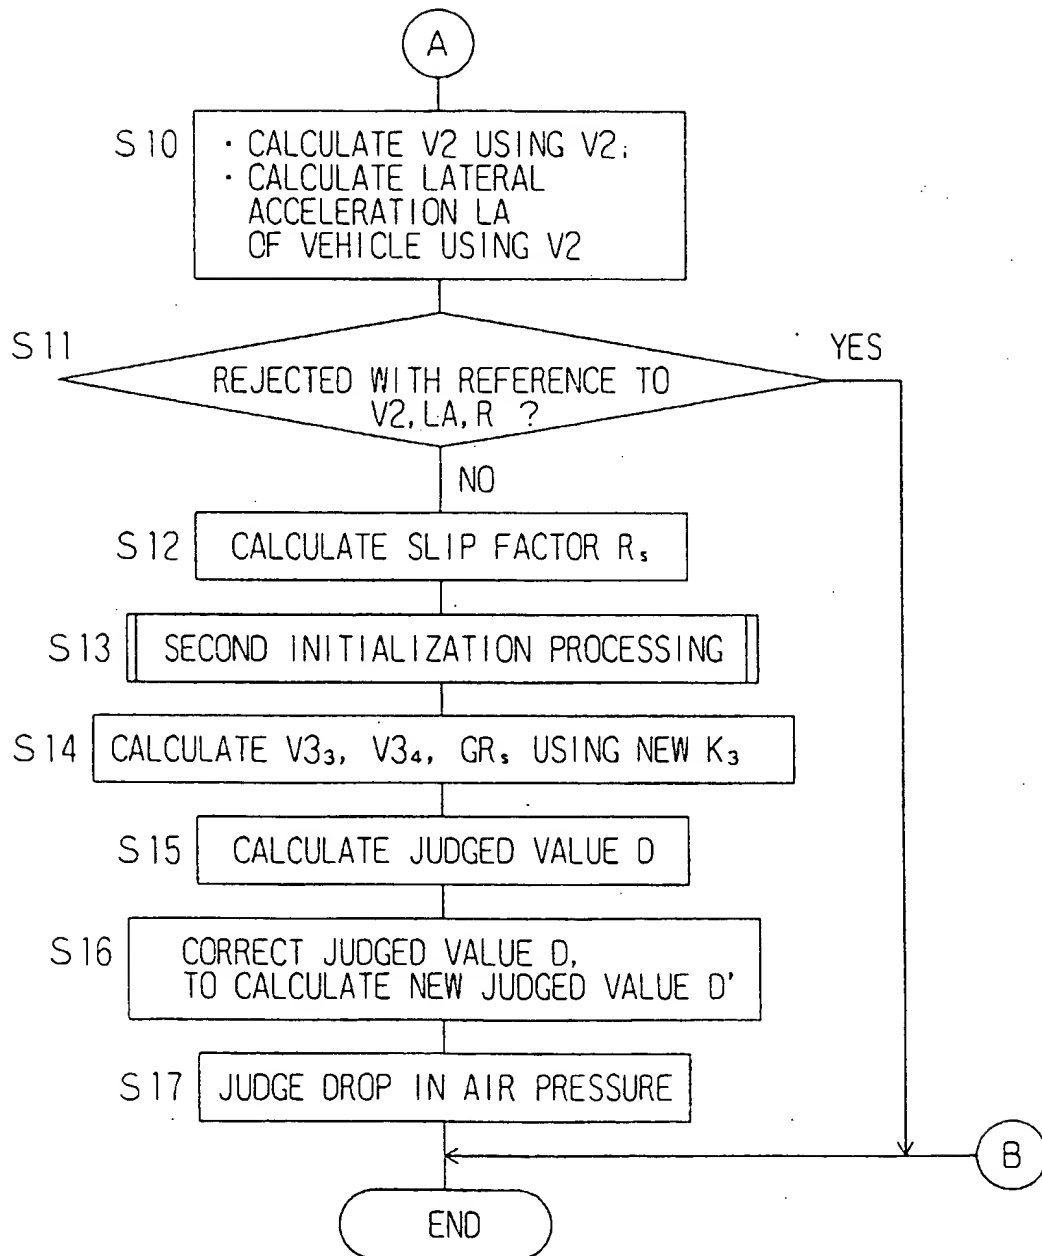 A
S10
· CALCULATE V2 USING V2ᵢ
· CALCULATE LATERAL
ACCELERATION LA
OF VEHICLE USING V2
S11
YES
REJECTED WITH REFERENCE TO
V2, LA, R ?
NO
S12
CALCULATE SLIP FACTOR Rₛ
S13
SECOND INITIALIZATION PROCESSING
S14
CALCULATE V3₃, V3₄, GRₛ USING NEW K₃
S15
CALCULATE JUDGED VALUE D
S16
CORRECT JUDGED VALUE D,
TO CALCULATE NEW JUDGED VALUE D'
S17
JUDGE DROP IN AIR PRESSURE
B
END